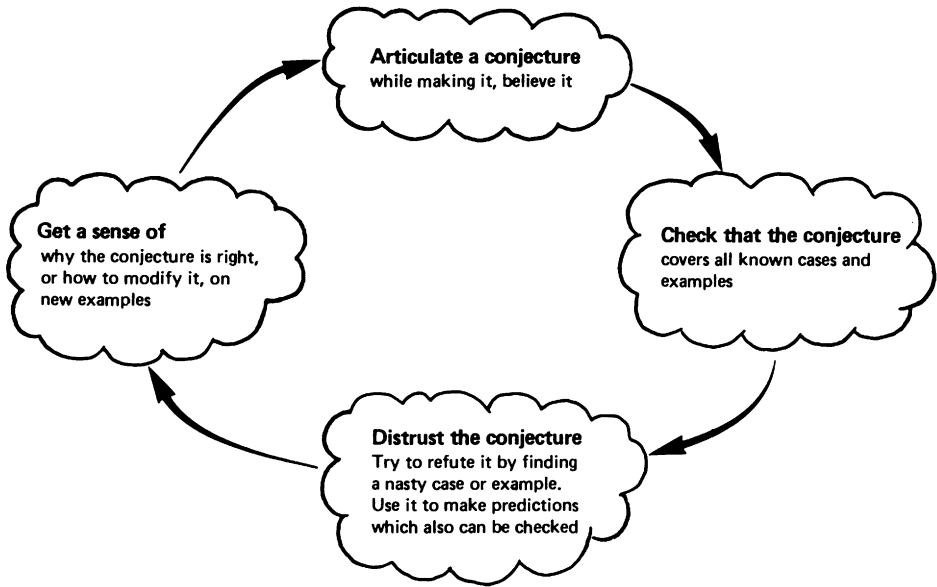 Articulate a conjecture
while making it, believe it
Check that the conjecture
covers all known cases and
examples
Distrust the conjecture
Try to refute it by finding
a nasty case or example.
Use it to make predictions
which also can be checked
Get a sense of
why the conjecture is right,
or how to modify it, on
new examples